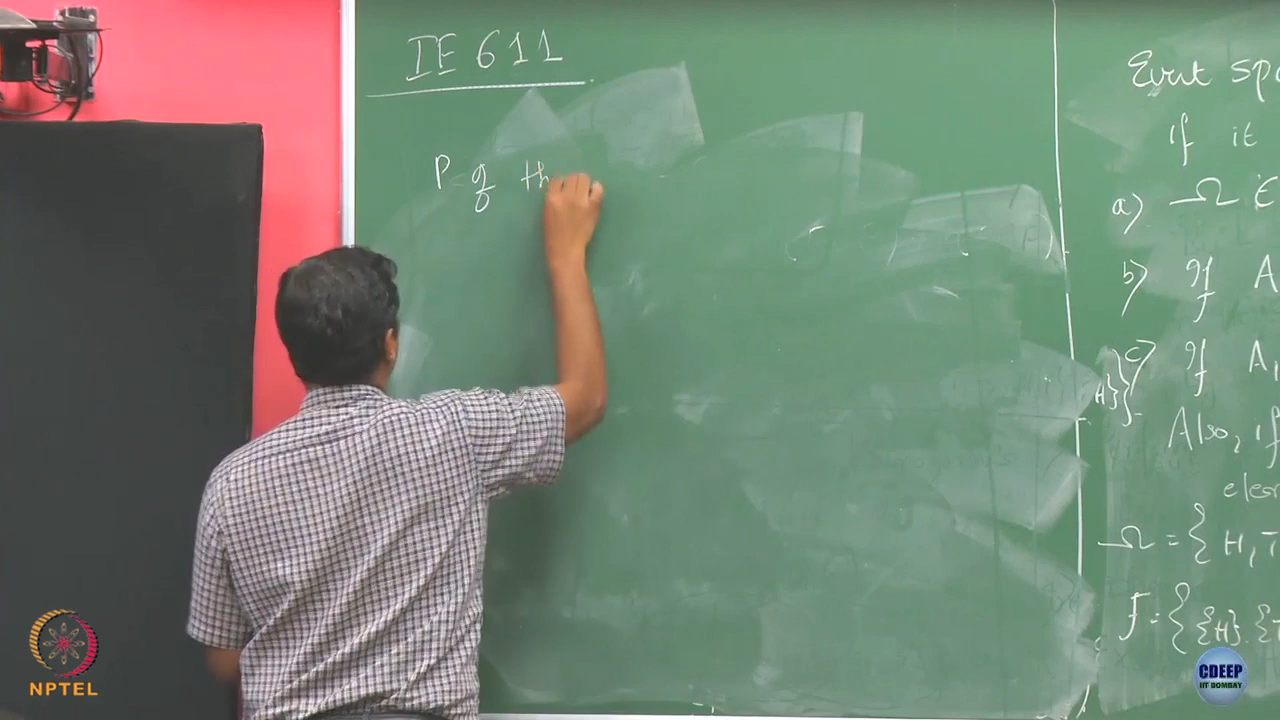 IE 611
P of th
Event spa
if it
a) Ω ∈
b) if A
c) if A,
H}}
Also, if
elem
Ω = { H, T
F = { {H}, {T
NPTEL
CDEEP
IIT BOMBAY